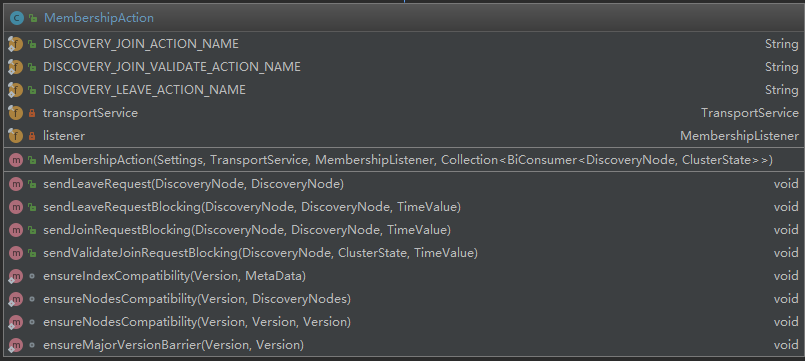 MembershipAction
DISCOVERY_JOIN_ACTION_NAME String
DISCOVERY_JOIN_VALIDATE_ACTION_NAME String
DISCOVERY_LEAVE_ACTION_NAME String
transportService TransportService
listener MembershipListener
MembershipAction(Settings, TransportService, MembershipListener, Collection<BiConsumer<DiscoveryNode, ClusterState>>)
sendLeaveRequest(DiscoveryNode, DiscoveryNode) void
sendLeaveRequestBlocking(DiscoveryNode, DiscoveryNode, TimeValue) void
sendJoinRequestBlocking(DiscoveryNode, DiscoveryNode, TimeValue) void
sendValidateJoinRequestBlocking(DiscoveryNode, ClusterState, TimeValue) void
ensureIndexCompatibility(Version, MetaData) void
ensureNodesCompatibility(Version, DiscoveryNodes) void
ensureNodesCompatibility(Version, Version, Version) void
ensureMajorVersionBarrier(Version, Version) void